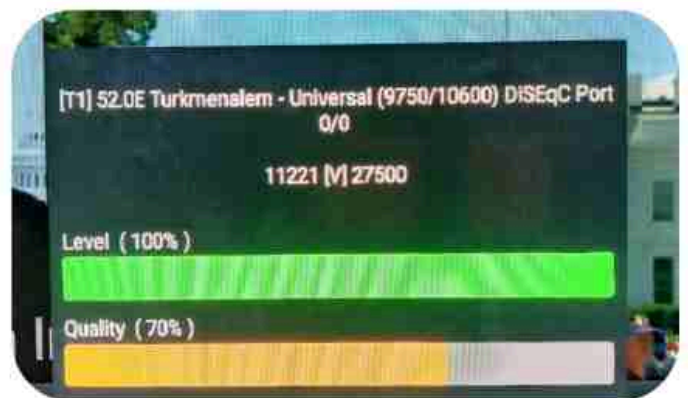 [T1] 52.0E Turkmenalem - Universal (9750/10600) DiSEqC Port
0/0
11221 [V] 27500
Level ( 100% )
Quality ( 70% )